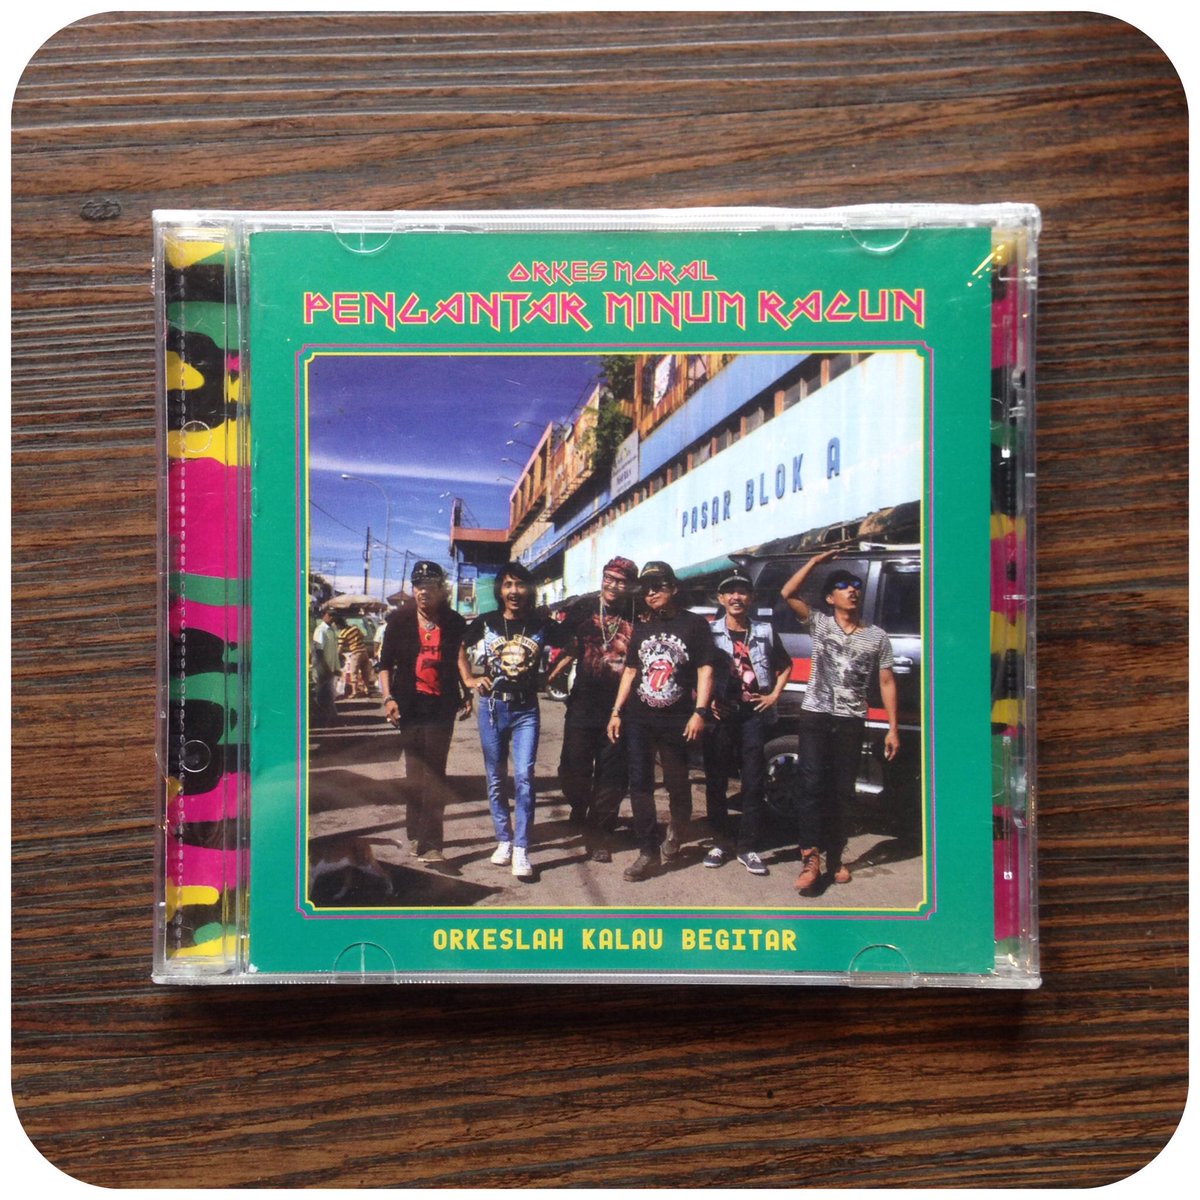 ORKES MORAL
PENGANTAR MINUM RACUN
PASAR BLOK A
ORKESLAH KALAU BEGITAR